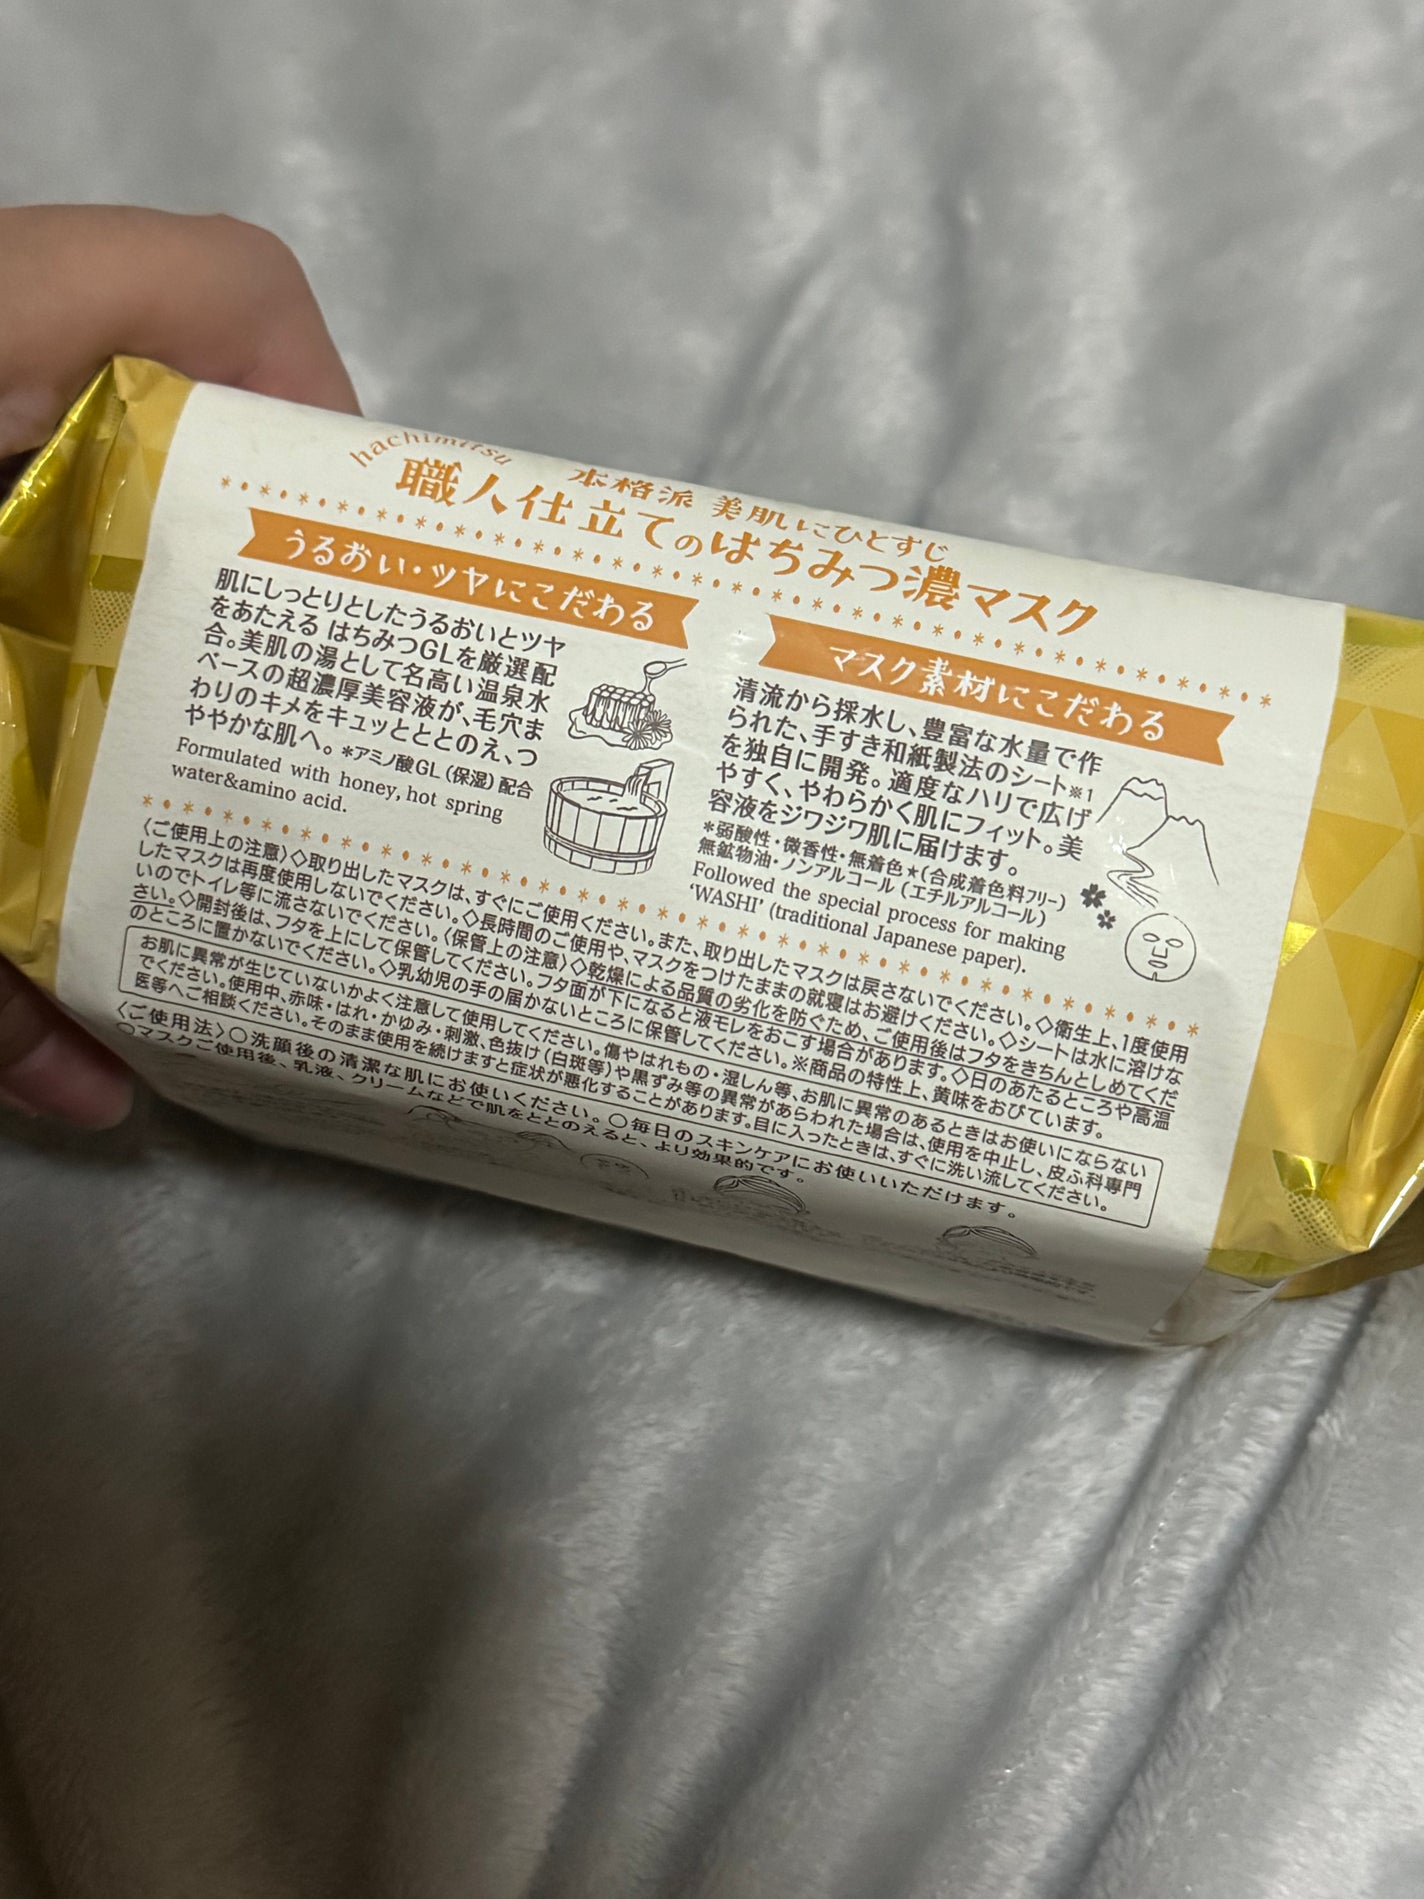 hachimitsu
本格派 美肌にひとすじ
職人仕立てのはちみつ濃マスク
うるおい・ツヤにこだわる
肌にしっとりとしたうるおいとツヤ
をあたえる はちみつGLを厳選配
合。美肌の湯として名高い温泉水
ベースの超濃厚美容液が、毛穴ま
わりのキメをキュッとととのえ、つ
ややかな肌へ。*アミノ酸GL(保湿)配合
Formulated with honey, hot spring
water&amino acid.
マスク素材にこだわる
清流から採水し、豊富な水量で作
られた、手すき和紙製法のシート※1
を独自に開発。適度なハリで広げ
やすく、やわらかく肌にフィット。美
容液をジワジワ肌に届けます。
*弱酸性・微香性・無着色★(合成着色料フリー)
無鉱物油・ノンアルコール(エチルアルコール)
Followed the special process for making
'WASHI' (traditional Japanese paper).
〈ご使用上の注意〉◇取り出したマスクは、すぐにご使用ください。また、取り出したマスクは戻さないでください。◇衛生上、1度使用
したマスクは再度使用しないでください。◇長時間のご使用や、マスクをつけたままの就寝はお避けください。◇シートは水に溶けな
いのでトイレ等に流さないでください。〈保管上の注意〉◇乾燥による品質の劣化を防ぐため、ご使用後はフタをきちんとしめてくだ
さい。◇開封後は、フタを上にして保管してください。フタ面が下になると液モレをおこす場合があります。◇日のあたるところや高温
のところに置かないでください。◇乳幼児の手の届かないところに保管してください。※商品の特性上、黄味をおびています。
お肌に異常が生じていないかよく注意して使用してください。傷やはれもの・湿しん等、お肌に異常のあるときはお使いにならない
でください。使用中、赤味・はれ・かゆみ・刺激、色抜け(白斑等)や黒ずみ等の異常があらわれた場合は、使用を中止し、皮ふ科専門
医等へご相談ください。そのまま使用を続けますと症状が悪化することがあります。目に入ったときは、すぐに洗い流してください。
〈ご使用法〉〇洗顔後の清潔な肌にお使いください。〇毎日のスキンケアにお使いいただけます。
〇マスクご使用後、乳液、クリームなどで肌をととのえると、より効果的です。